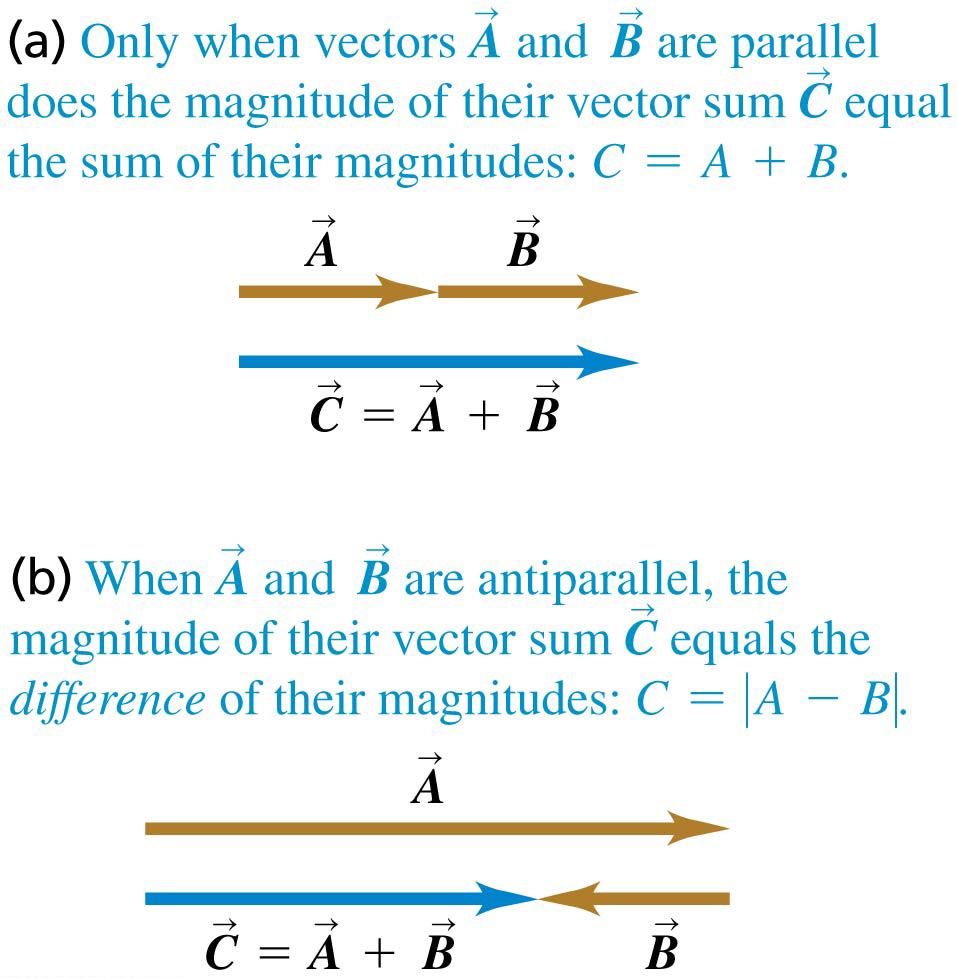 (a) Only when vectors A⃗ and B⃗ are parallel
does the magnitude of their vector sum C⃗ equal
the sum of their magnitudes: C = A + B.
A⃗ B⃗
C⃗ = A⃗ + B⃗
(b) When A⃗ and B⃗ are antiparallel, the
magnitude of their vector sum C⃗ equals the
difference of their magnitudes: C = |A − B|.
A⃗
C⃗ = A⃗ + B⃗ B⃗